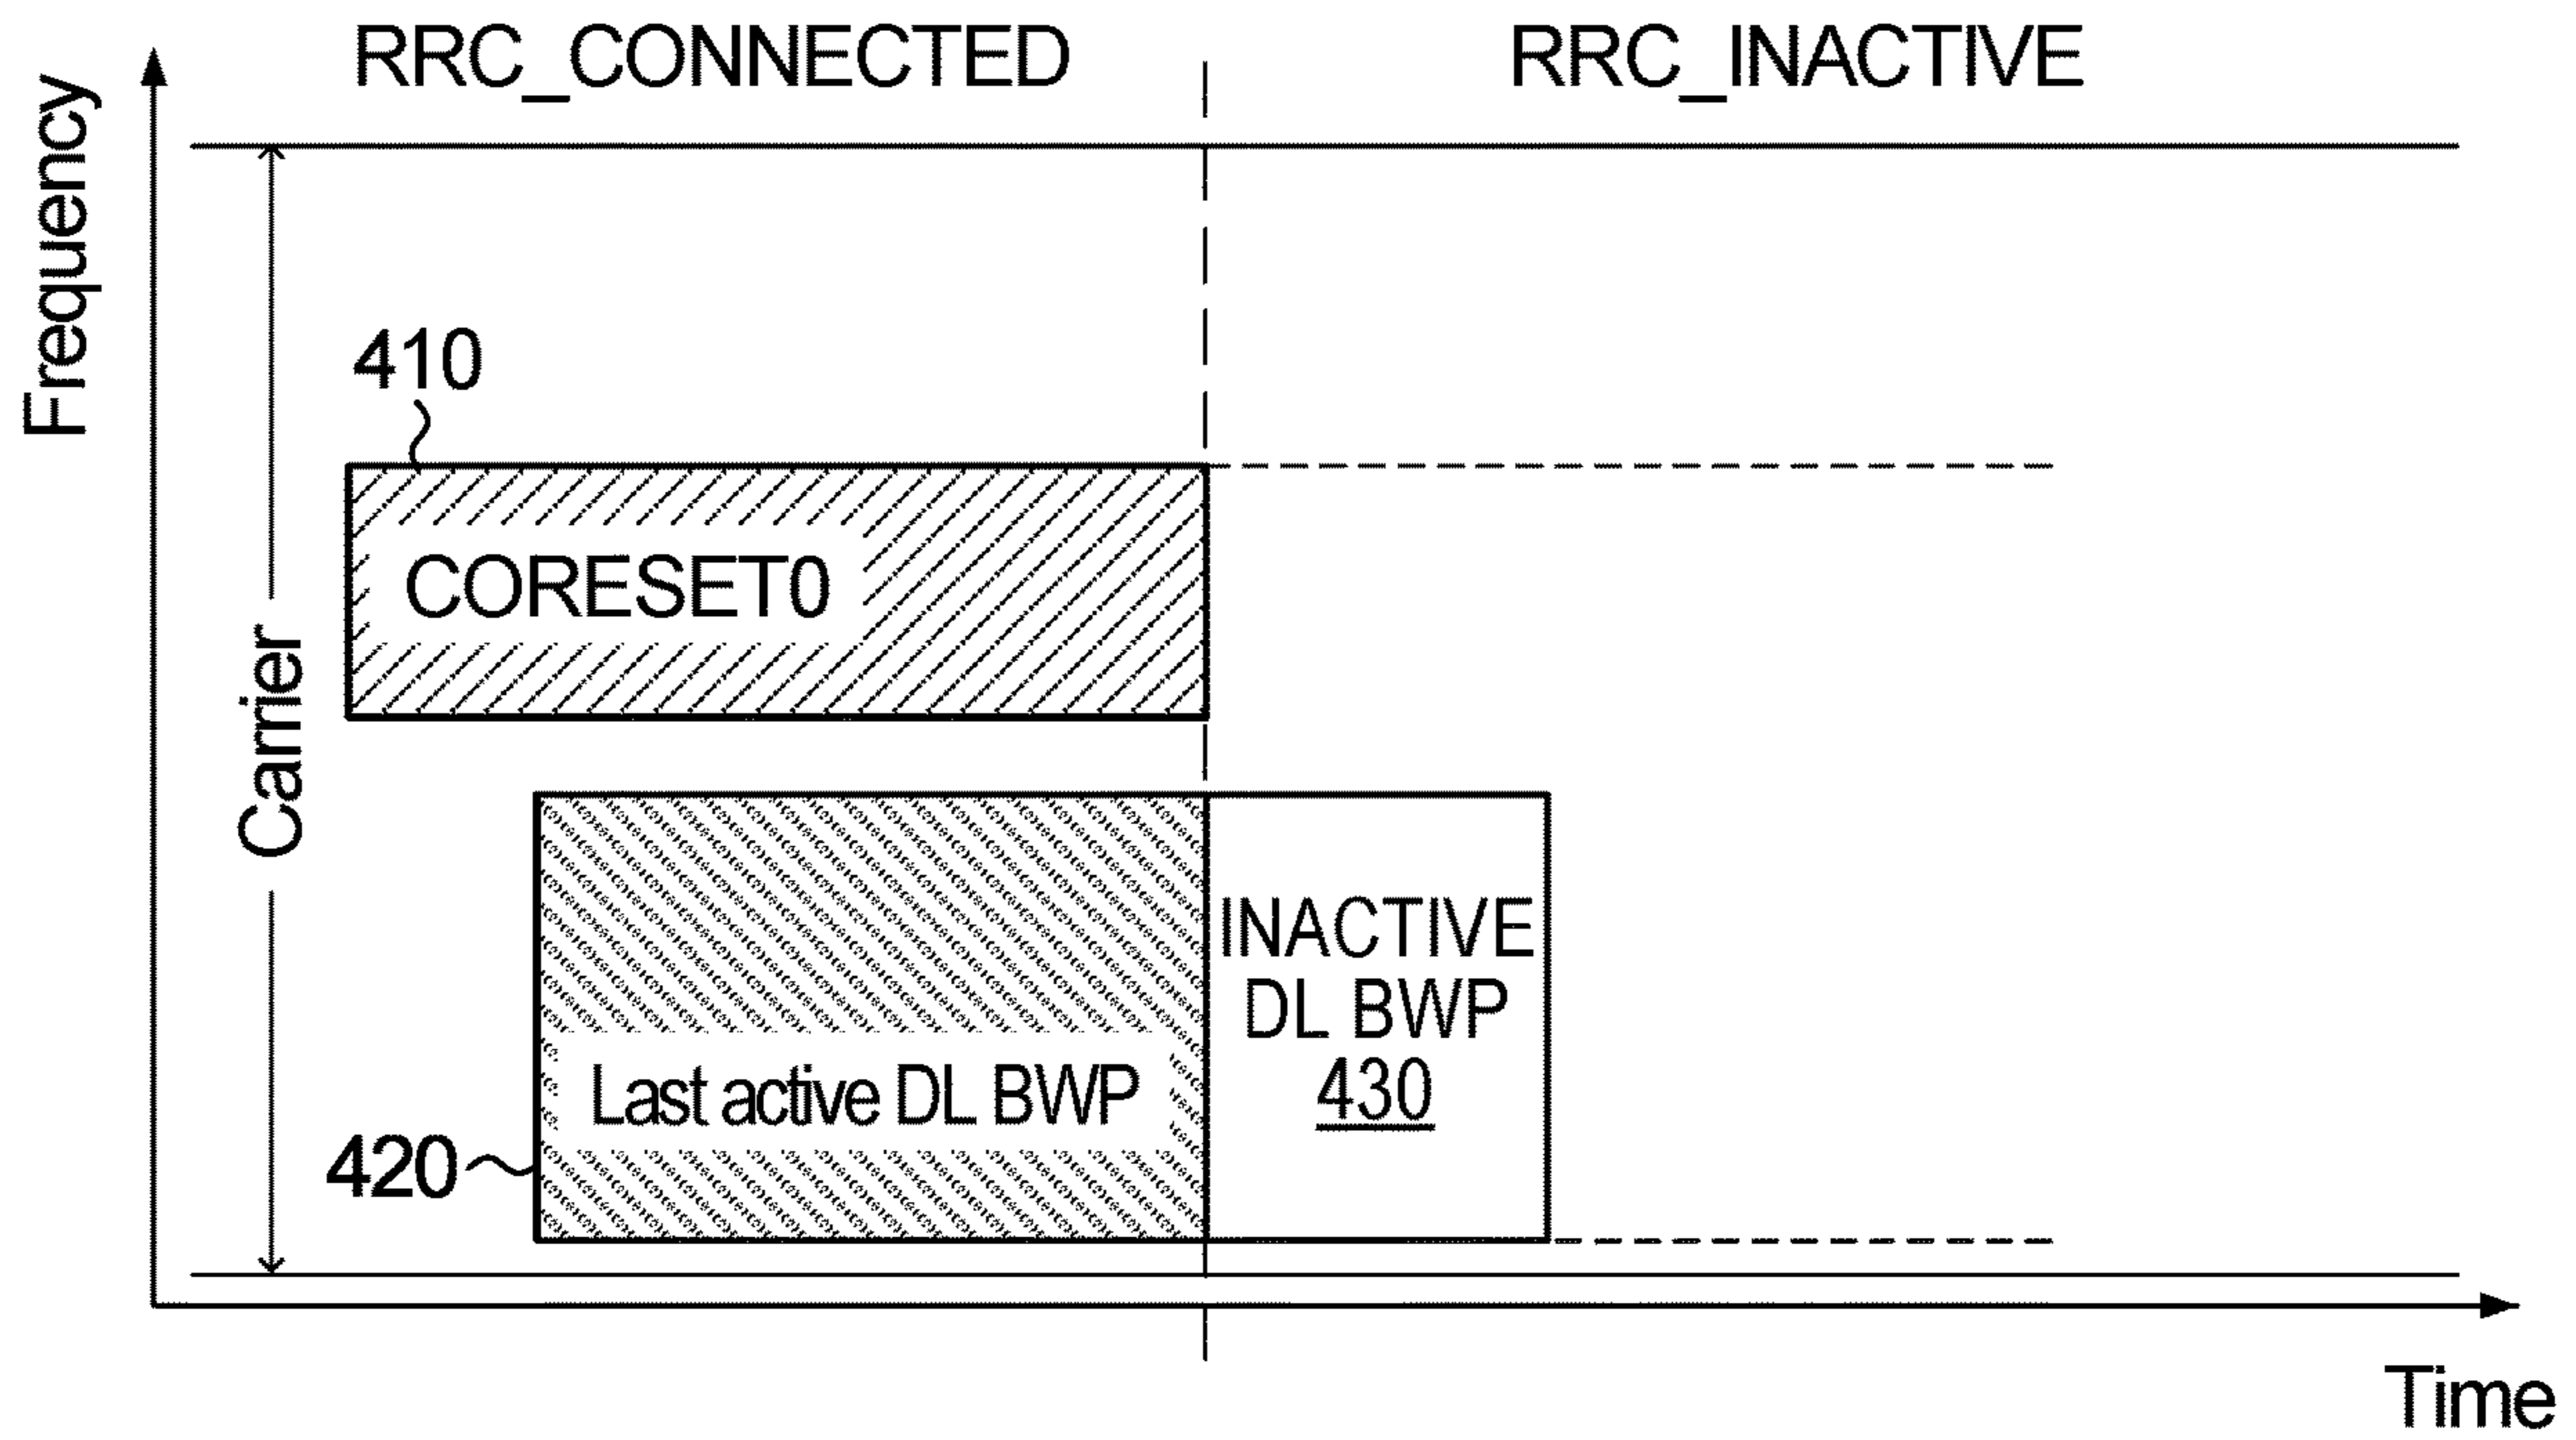 RRC_CONNECTED
RRC_INACTIVE
Frequency
410
CORESET0
Carrier
INACTIVE
DL BWP
430
Last active DL BWP
420
Time